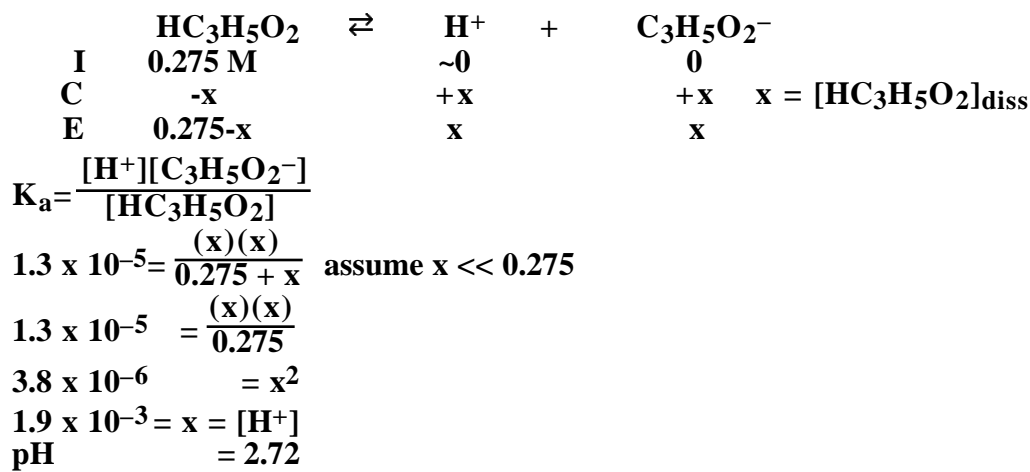 HC₃H₅O₂ ⇄ H⁺ + C₃H₅O₂⁻
I 0.275 M ~0 0
C -x +x +x x = [HC₃H₅O₂]diss
E 0.275-x x x
Kₐ= [H⁺][C₃H₅O₂⁻]
[HC₃H₅O₂]
1.3 x 10⁻⁵= (x)(x)
0.275 + x assume x << 0.275
1.3 x 10⁻⁵ = (x)(x)
0.275
3.8 x 10⁻⁶ = x²
1.9 x 10⁻³ = x = [H⁺]
pH = 2.72